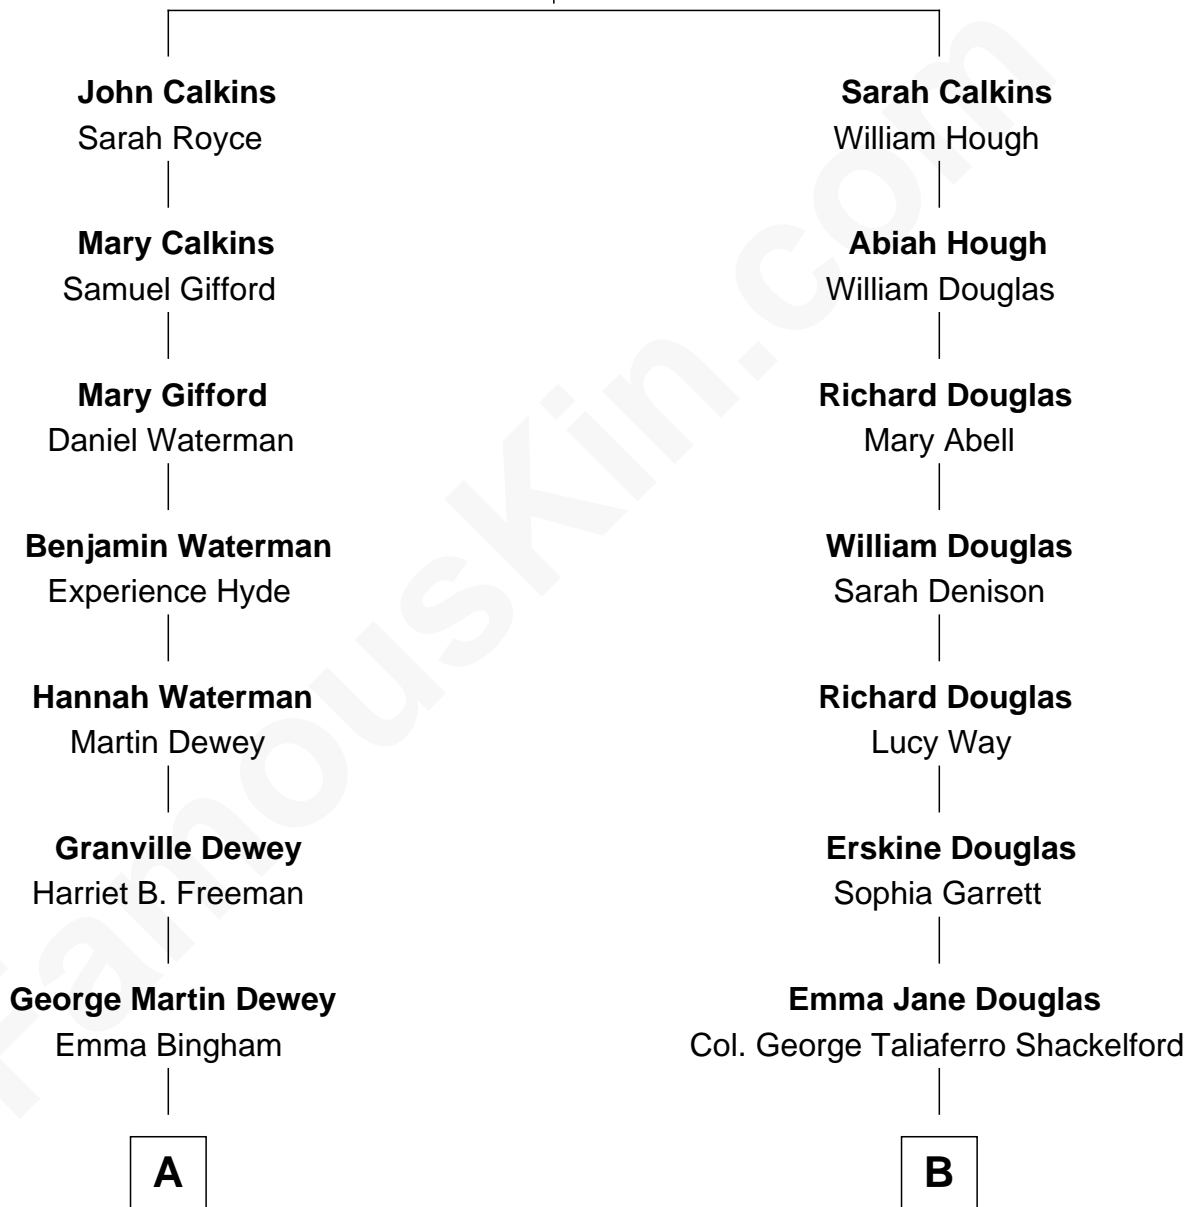 John Calkins
Sarah Royce
Mary Calkins
Samuel Gifford
Mary Gifford
Daniel Waterman
Benjamin Waterman
Experience Hyde
Hannah Waterman
Martin Dewey
Granville Dewey
Harriet B. Freeman
George Martin Dewey
Emma Bingham
A
Sarah Calkins
William Hough
Abiah Hough
William Douglas
Richard Douglas
Mary Abell
William Douglas
Sarah Denison
Richard Douglas
Lucy Way
Erskine Douglas
Sophia Garrett
Emma Jane Douglas
Col. George Taliaferro Shackelford
B
FamousKin.com